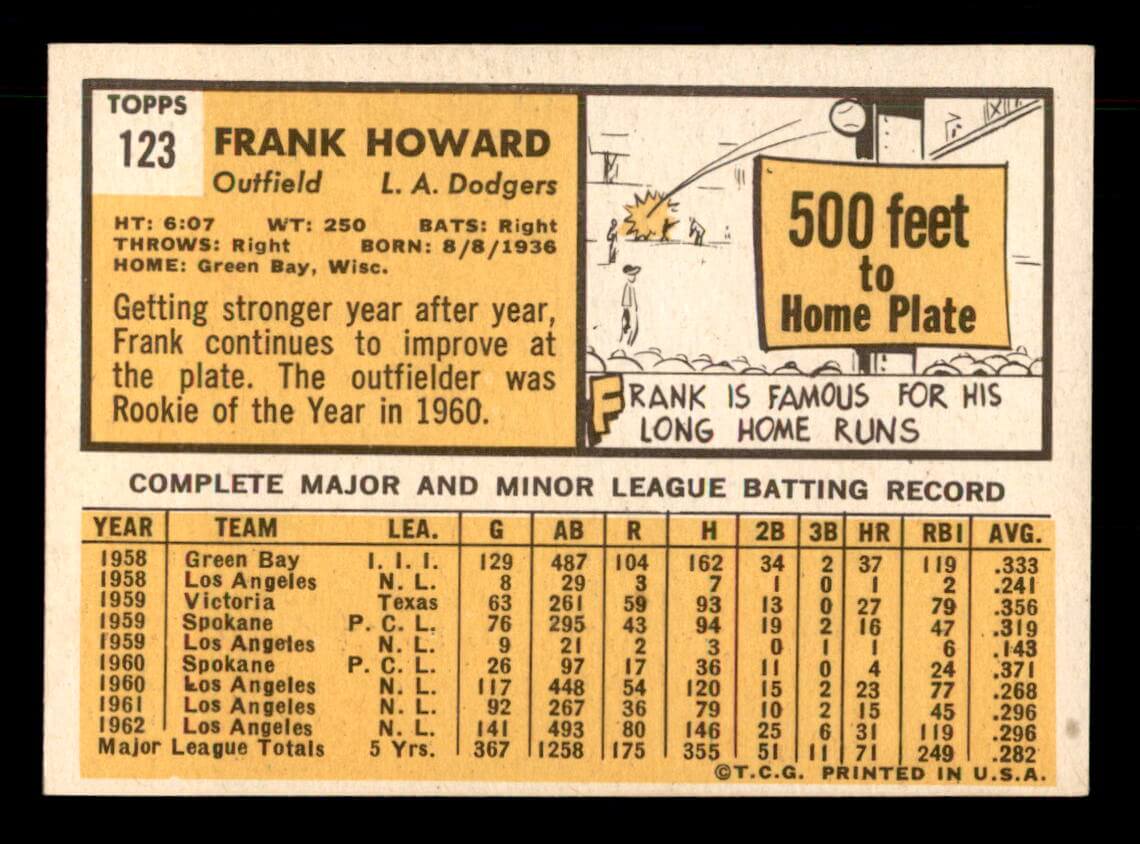 TOPPS
123
FRANK HOWARD
Outfield L. A. Dodgers
HT: 6:07 WT: 250 BATS: Right
THROWS: Right BORN: 8/8/1936
HOME: Green Bay, Wisc.
Getting stronger year after year,
Frank continues to improve at
the plate. The outfielder was
Rookie of the Year in 1960.
500 feet
to
Home Plate
FRANK IS FAMOUS FOR HIS
LONG HOME RUNS
COMPLETE MAJOR AND MINOR LEAGUE BATTING RECORD
YEAR TEAM LEA. G AB R H 2B 3B HR RBI AVG.
1958 Green Bay I. I. I. 129 487 104 162 34 2 37 119 .333
1958 Los Angeles N. L. 8 29 3 7 1 0 1 2 .241
1959 Victoria Texas 63 261 59 93 13 0 27 79 .356
1959 Spokane P. C. L. 76 295 43 94 19 2 16 47 .319
1959 Los Angeles N. L. 9 21 2 3 0 1 1 6 .143
1960 Spokane P. C. L. 26 97 17 36 11 0 4 24 .371
1960 Los Angeles N. L. 117 448 54 120 15 2 23 77 .268
1961 Los Angeles N. L. 92 267 36 79 10 2 15 45 .296
1962 Los Angeles N. L. 141 493 80 146 25 6 31 119 .296
Major League Totals 5 Yrs. 367 1258 175 355 51 11 71 249 .282
©T.C.G. PRINTED IN U.S.A.